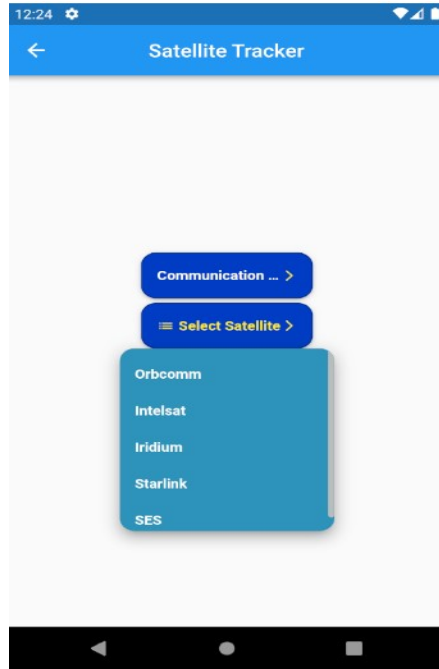 12:24
Satellite Tracker
Communication ...
Select Satellite
Orbcomm
Intelsat
Iridium
Starlink
SES